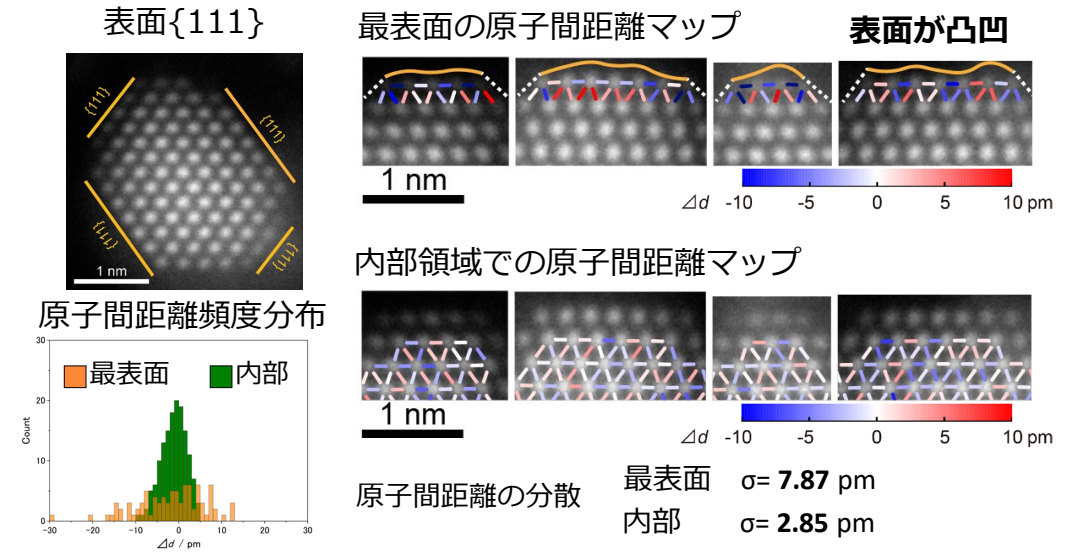 表面{111}
{111}
{111}
{111}
{111}
1 nm
原子間距離頻度分布
最表面
内部
Count
30
20
10
0
-30
-20
-10
0
10
20
30
⊿d / pm
最表面の原子間距離マップ
表面が凸凹
1 nm
⊿d
-10
-5
0
5
10 pm
内部領域での原子間距離マップ
1 nm
⊿d
-10
-5
0
5
10 pm
原子間距離の分散
最表面 σ= 7.87 pm
内部 σ= 2.85 pm